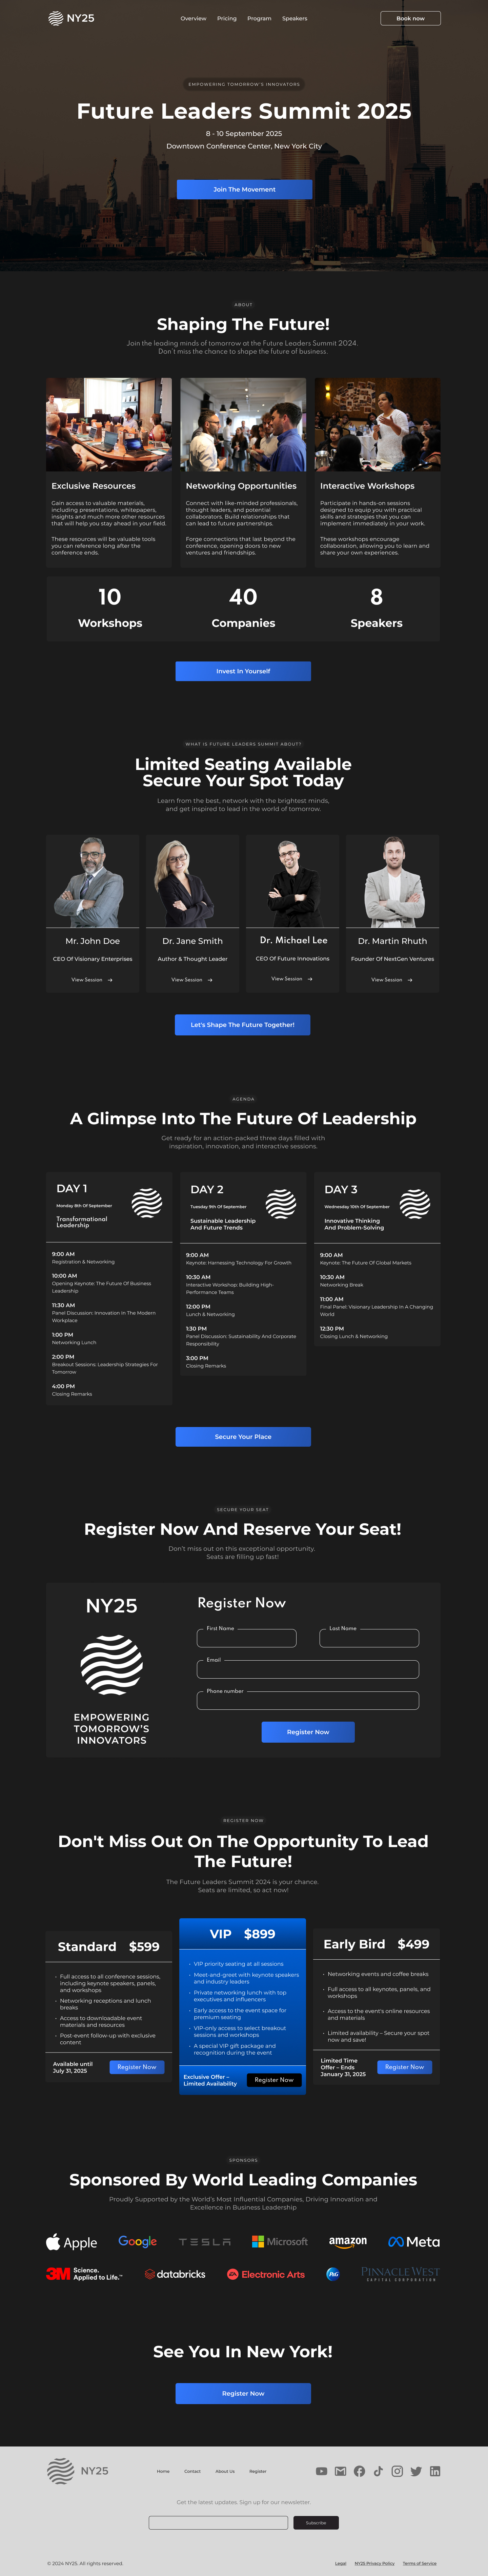 NY25
Overview
Pricing
Program
Speakers
Book now
EMPOWERING TOMORROW'S INNOVATORS
Future Leaders Summit 2025
8 - 10 September 2025
Downtown Conference Center, New York City
Join The Movement
ABOUT
Shaping The Future!
Join the leading minds of tomorrow at the Future Leaders Summit 2024.
Don't miss the chance to shape the future of business.
Exclusive Resources
Gain access to valuable materials,
including presentations, whitepapers,
insights and much more other resources
that will help you stay ahead in your field.
These resources will be valuable tools
you can reference long after the
conference ends.
Networking Opportunities
Connect with like-minded professionals,
thought leaders, and potential
collaborators. Build relationships that
can lead to future partnerships.
Forge connections that last beyond the
conference, opening doors to new
ventures and friendships.
Interactive Workshops
Participate in hands-on sessions
designed to equip you with practical
skills and strategies that you can
implement immediately in your work.
These workshops encourage
collaboration, allowing you to learn and
share your own experiences.
10
Workshops
40
Companies
8
Speakers
Invest In Yourself
WHAT IS FUTURE LEADERS SUMMIT ABOUT?
Limited Seating Available
Secure Your Spot Today
Learn from the best, network with the brightest minds,
and get inspired to lead in the world of tomorrow.
Mr. John Doe
CEO Of Visionary Enterprises
View Session →
Dr. Jane Smith
Author & Thought Leader
View Session →
Dr. Michael Lee
CEO Of Future Innovations
View Session →
Dr. Martin Rhuth
Founder Of NextGen Ventures
View Session →
Let's Shape The Future Together!
AGENDA
A Glimpse Into The Future Of Leadership
Get ready for an action-packed three days filled with
inspiration, innovation, and interactive sessions.
DAY 1
Monday 8th Of September
Transformational
Leadership
9:00 AM
Registration & Networking
10:00 AM
Opening Keynote: The Future Of Business
Leadership
11:30 AM
Panel Discussion: Innovation In The Modern
Workplace
1:00 PM
Networking Lunch
2:00 PM
Breakout Sessions: Leadership Strategies For
Tomorrow
4:00 PM
Closing Remarks
DAY 2
Tuesday 9th Of September
Sustainable Leadership
And Future Trends
9:00 AM
Keynote: Harnessing Technology For Growth
10:30 AM
Interactive Workshop: Building High-
Performance Teams
12:00 PM
Lunch & Networking
1:30 PM
Panel Discussion: Sustainability And Corporate
Responsibility
3:00 PM
Closing Remarks
DAY 3
Wednesday 10th Of September
Innovative Thinking
And Problem-Solving
9:00 AM
Keynote: The Future Of Global Markets
10:30 AM
Networking Break
11:00 AM
Final Panel: Visionary Leadership In A Changing
World
12:30 PM
Closing Lunch & Networking
Secure Your Place
SECURE YOUR SEAT
Register Now And Reserve Your Seat!
Don't miss out on this exceptional opportunity.
Seats are filling up fast!
NY25
EMPOWERING
TOMORROW'S
INNOVATORS
Register Now
First Name
Last Name
Email
Phone number
Register Now
REGISTER NOW
Don't Miss Out On The Opportunity To Lead
The Future!
The Future Leaders Summit 2024 is your chance.
Seats are limited, so act now!
Standard $599
• Full access to all conference sessions,
including keynote speakers, panels,
and workshops
• Networking receptions and lunch
breaks
• Access to downloadable event
materials and resources
• Post-event follow-up with exclusive
content
Available until
July 31, 2025
Register Now
VIP $899
• VIP priority seating at all sessions
• Meet-and-greet with keynote speakers
and industry leaders
• Private networking lunch with top
executives and influencers
• Early access to the event space for
premium seating
• VIP-only access to select breakout
sessions and workshops
• A special VIP gift package and
recognition during the event
Exclusive Offer –
Limited Availability
Register Now
Early Bird $499
• Networking events and coffee breaks
• Full access to all keynotes, panels, and
workshops
• Access to the event's online resources
and materials
• Limited availability – Secure your spot
now and save!
Limited Time
Offer – Ends
January 31, 2025
Register Now
SPONSORS
Sponsored By World Leading Companies
Proudly Supported by the World's Most Influential Companies, Driving Innovation and
Excellence in Business Leadership
Apple
Google
TESLA
Microsoft
amazon
Meta
3M Science.
Applied to Life.™
databricks
EA Electronic Arts
P&G
PINNACLE WEST
CAPITAL CORPORATION
See You In New York!
Register Now
NY25
Home
Contact
About Us
Register
Get the latest updates. Sign up for our newsletter.
Subscribe
© 2024 NY25. All rights reserved.
Legal
NY25 Privacy Policy
Terms of Service